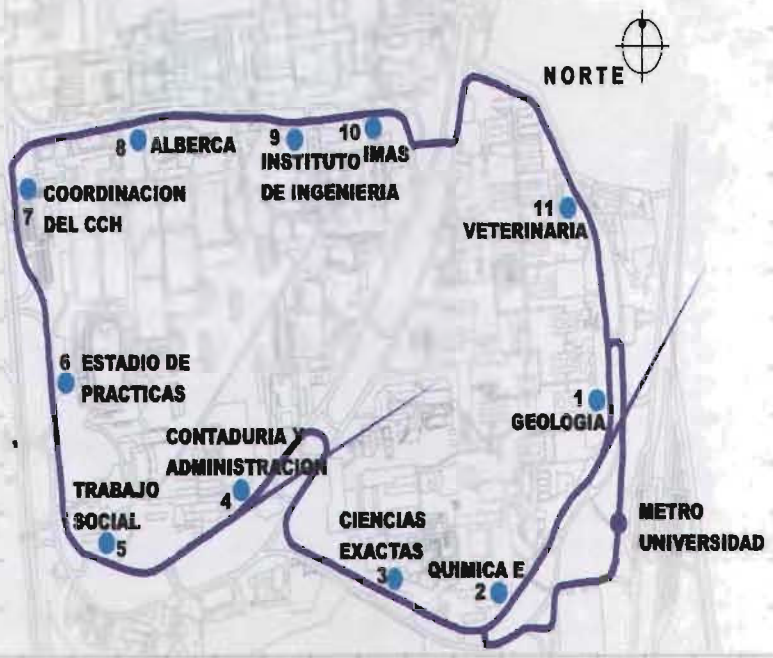 NORTE
8 ALBERCA
9
INSTITUTO
DE INGENIERIA
10
IMAS
7
COORDINACION
DEL CCH
11
VETERINARIA
6 ESTADIO DE
PRACTICAS
1
GEOLOGIA
CONTADURIA Y
ADMINISTRACION
4
TRABAJO
SOCIAL
5
CIENCIAS
EXACTAS
3
QUIMICA E
2
METRO
UNIVERSIDAD